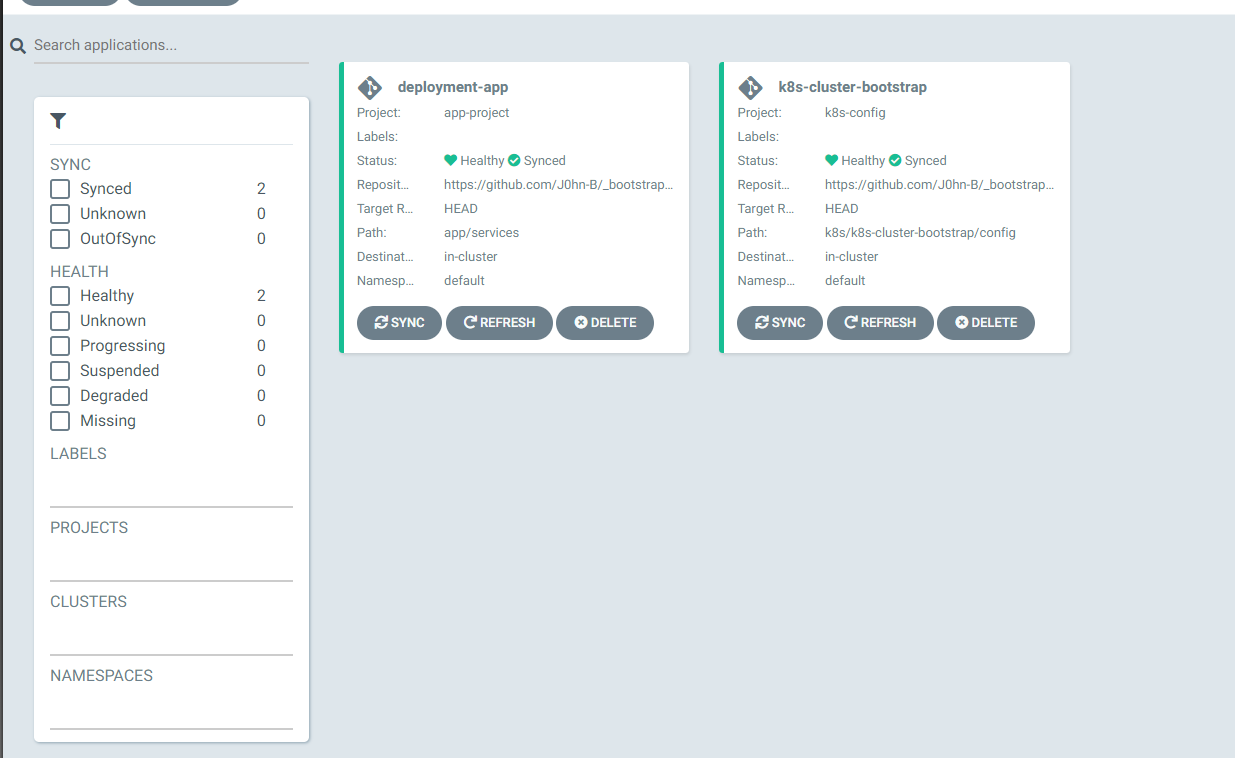 Search applications...
SYNC
Synced 2
Unknown 0
OutOfSync 0
HEALTH
Healthy 2
Unknown 0
Progressing 0
Suspended 0
Degraded 0
Missing 0
LABELS
PROJECTS
CLUSTERS
NAMESPACES
deployment-app
Project: app-project
Labels:
Status: Healthy Synced
Reposit... https://github.com/J0hn-B/_bootstrap...
Target R... HEAD
Path: app/services
Destinat... in-cluster
Namesp... default
SYNC REFRESH DELETE
k8s-cluster-bootstrap
Project: k8s-config
Labels:
Status: Healthy Synced
Reposit... https://github.com/J0hn-B/_bootstrap...
Target R... HEAD
Path: k8s/k8s-cluster-bootstrap/config
Destinat... in-cluster
Namesp... default
SYNC REFRESH DELETE